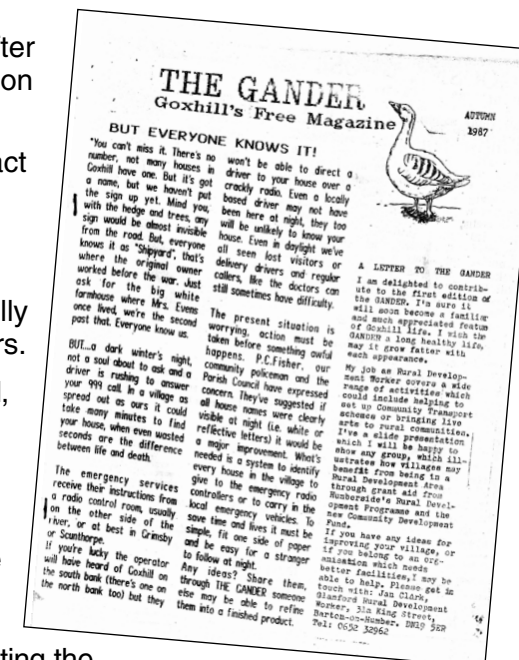 fter
on
act
lly
rs.
l,
e
ting the
THE GANDER
Goxhill's Free Magazine
AUTUMN
1987
BUT EVERYONE KNOWS IT!
"You can't miss it. There's no
number, not many houses in
Goxhill have one. But it's got
a name, but we haven't put
the sign up yet. Mind you,
with the hedge and trees, any
sign would be almost invisible
from the road. But, everyone
knows it as "Shipyard", that's
where the original owner
worked before the war. Just
ask for the big white
farmhouse where Mrs. Evens
once lived, we're the second
past that. Everyone know us.
BUT...a dark winter's night,
not a soul about to ask and a
driver is rushing to answer
your 999 call. In a village as
spread out as ours it could
take many minutes to find
your house, when even wasted
seconds are the difference
between life and death.
The emergency services
receive their instructions from
a radio control room, usually
on the other side of the
river, or at best in Grimsby
or Scunthorpe.
If you're lucky the operator
will have heard of Goxhill on
the south bank (there's one on
the north bank too) but they
won't be able to direct a
driver to your house over a
crackly radio. Even a locally
based driver may not have
been here at night, they too
will be unlikely to know your
house. Even in daylight we've
all seen lost visitors or
delivery drivers and regular
callers, like the doctors can
still sometimes have difficulty.
The present situation is
worrying, action must be
taken before something awful
happens. P.C.Fisher, our
community policeman and the
Parish Council have expressed
concern. They've suggested if
all house names were clearly
visible at night (i.e. white or
reflective letters) it would be
a major improvement. What's
needed is a system to identify
every house in the village to
give to the emergency radio
controllers or to carry in the
local emergency vehicles. To
save time and lives it must be
simple, fit one side of paper
and be easy for a stranger
to follow at night.
Any ideas? Share them,
through THE GANDER someone
else may be able to refine
them into a finished product.
A LETTER TO THE GANDER
I am delighted to contrib-
ute to the first edition of
the GANDER. I'm sure it
will soon become a familiar
and much appreciated featue
of Goxhill life. I wish the
GANDER a long healthy life,
may it grow fatter with
each appearance.
My job as Rural Develop-
ment Worker covers a wide
range of activities which
could include helping to
set up Community Transport
schemes or bringing live
arts to rural communities.
I've a slide presentation
which I will be happy to
show any group, which ill-
ustrates how villages may
benefit from being in a
Rural Development Area
through grant aid from
Humberside's Rural Devel-
opment Programme and the
new Community Development
Fund.
If you have any ideas for
improving your village, or
if you belong to an org-
anisation which needs
better facilities,I may be
able to help. Please get in
touch with: Jan Clark,
Glamford Rural Development
Worker, 31a King Street,
Barton-on-Humber. DN19 5ER
Tel: 0652 32962